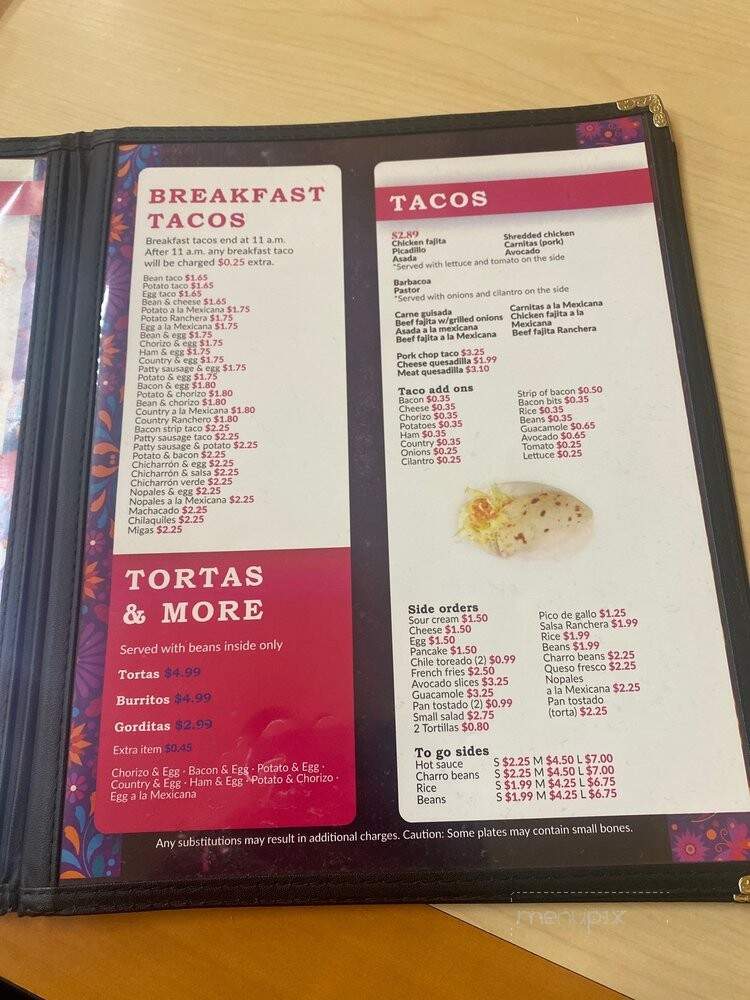 BREAKFAST
TACOS
Breakfast tacos end at 11 a.m.
After 11 a.m. any breakfast taco
will be charged $0.25 extra.
Bean taco $1.65
Potato taco $1.65
Egg taco $1.65
Bean & cheese $1.65
Potato a la Mexicana $1.75
Potato Ranchera $1.75
Egg a la Mexicana $1.75
Bean & egg $1.75
Chorizo & egg $1.75
Ham & egg $1.75
Country & egg $1.75
Patty sausage & egg $1.75
Potato & egg $1.75
Bacon & egg $1.80
Potato & chorizo $1.80
Bean & chorizo $1.80
Country a la Mexicana $1.80
Country Ranchero $1.80
Bacon strip taco $2.25
Patty sausage taco $2.25
Patty sausage & potato $2.25
Potato & bacon $2.25
Chicharrón & egg $2.25
Chicharrón & salsa $2.25
Chicharrón verde $2.25
Nopales & egg $2.25
Nopales a la Mexicana $2.25
Machacado $2.25
Chilaquiles $2.25
Migas $2.25
TORTAS
& MORE
Served with beans inside only
Tortas $4.99
Burritos $4.99
Gorditas $2.99
Extra item $0.45
Chorizo & Egg · Bacon & Egg · Potato & Egg ·
Country & Egg · Ham & Egg · Potato & Chorizo ·
Egg a la Mexicana
TACOS
$2.89
Chicken fajita
Picadillo
Asada
Shredded chicken
Carnitas (pork)
Avocado
*Served with lettuce and tomato on the side
Barbacoa
Pastor
*Served with onions and cilantro on the side
Carne guisada
Beef fajita w/grilled onions
Asada a la mexicana
Beef fajita a la Mexicana
Carnitas a la Mexicana
Chicken fajita a la
Mexicana
Beef fajita Ranchera
Pork chop taco $3.25
Cheese quesadilla $1.99
Meat quesadilla $3.10
Taco add ons
Bacon $0.35
Cheese $0.35
Chorizo $0.35
Potatoes $0.35
Ham $0.35
Country $0.35
Onions $0.25
Cilantro $0.25
Strip of bacon $0.50
Bacon bits $0.35
Rice $0.35
Beans $0.35
Guacamole $0.65
Avocado $0.65
Tomato $0.25
Lettuce $0.25
Side orders
Sour cream $1.50
Cheese $1.50
Egg $1.50
Pancake $1.50
Chile toreado (2) $0.99
French fries $2.50
Avocado slices $3.25
Guacamole $3.25
Pan tostado (2) $0.99
Small salad $2.75
2 Tortillas $0.80
Pico de gallo $1.25
Salsa Ranchera $1.99
Rice $1.99
Beans $1.99
Charro beans $2.25
Queso fresco $2.25
Nopales
a la Mexicana $2.25
Pan tostado
(torta) $2.25
To go sides
Hot sauce S $2.25 M $4.50 L $7.00
Charro beans S $2.25 M $4.50 L $7.00
Rice S $1.99 M $4.25 L $6.75
Beans S $1.99 M $4.25 L $6.75
Any substitutions may result in additional charges. Caution: Some plates may contain small bones.
menupix